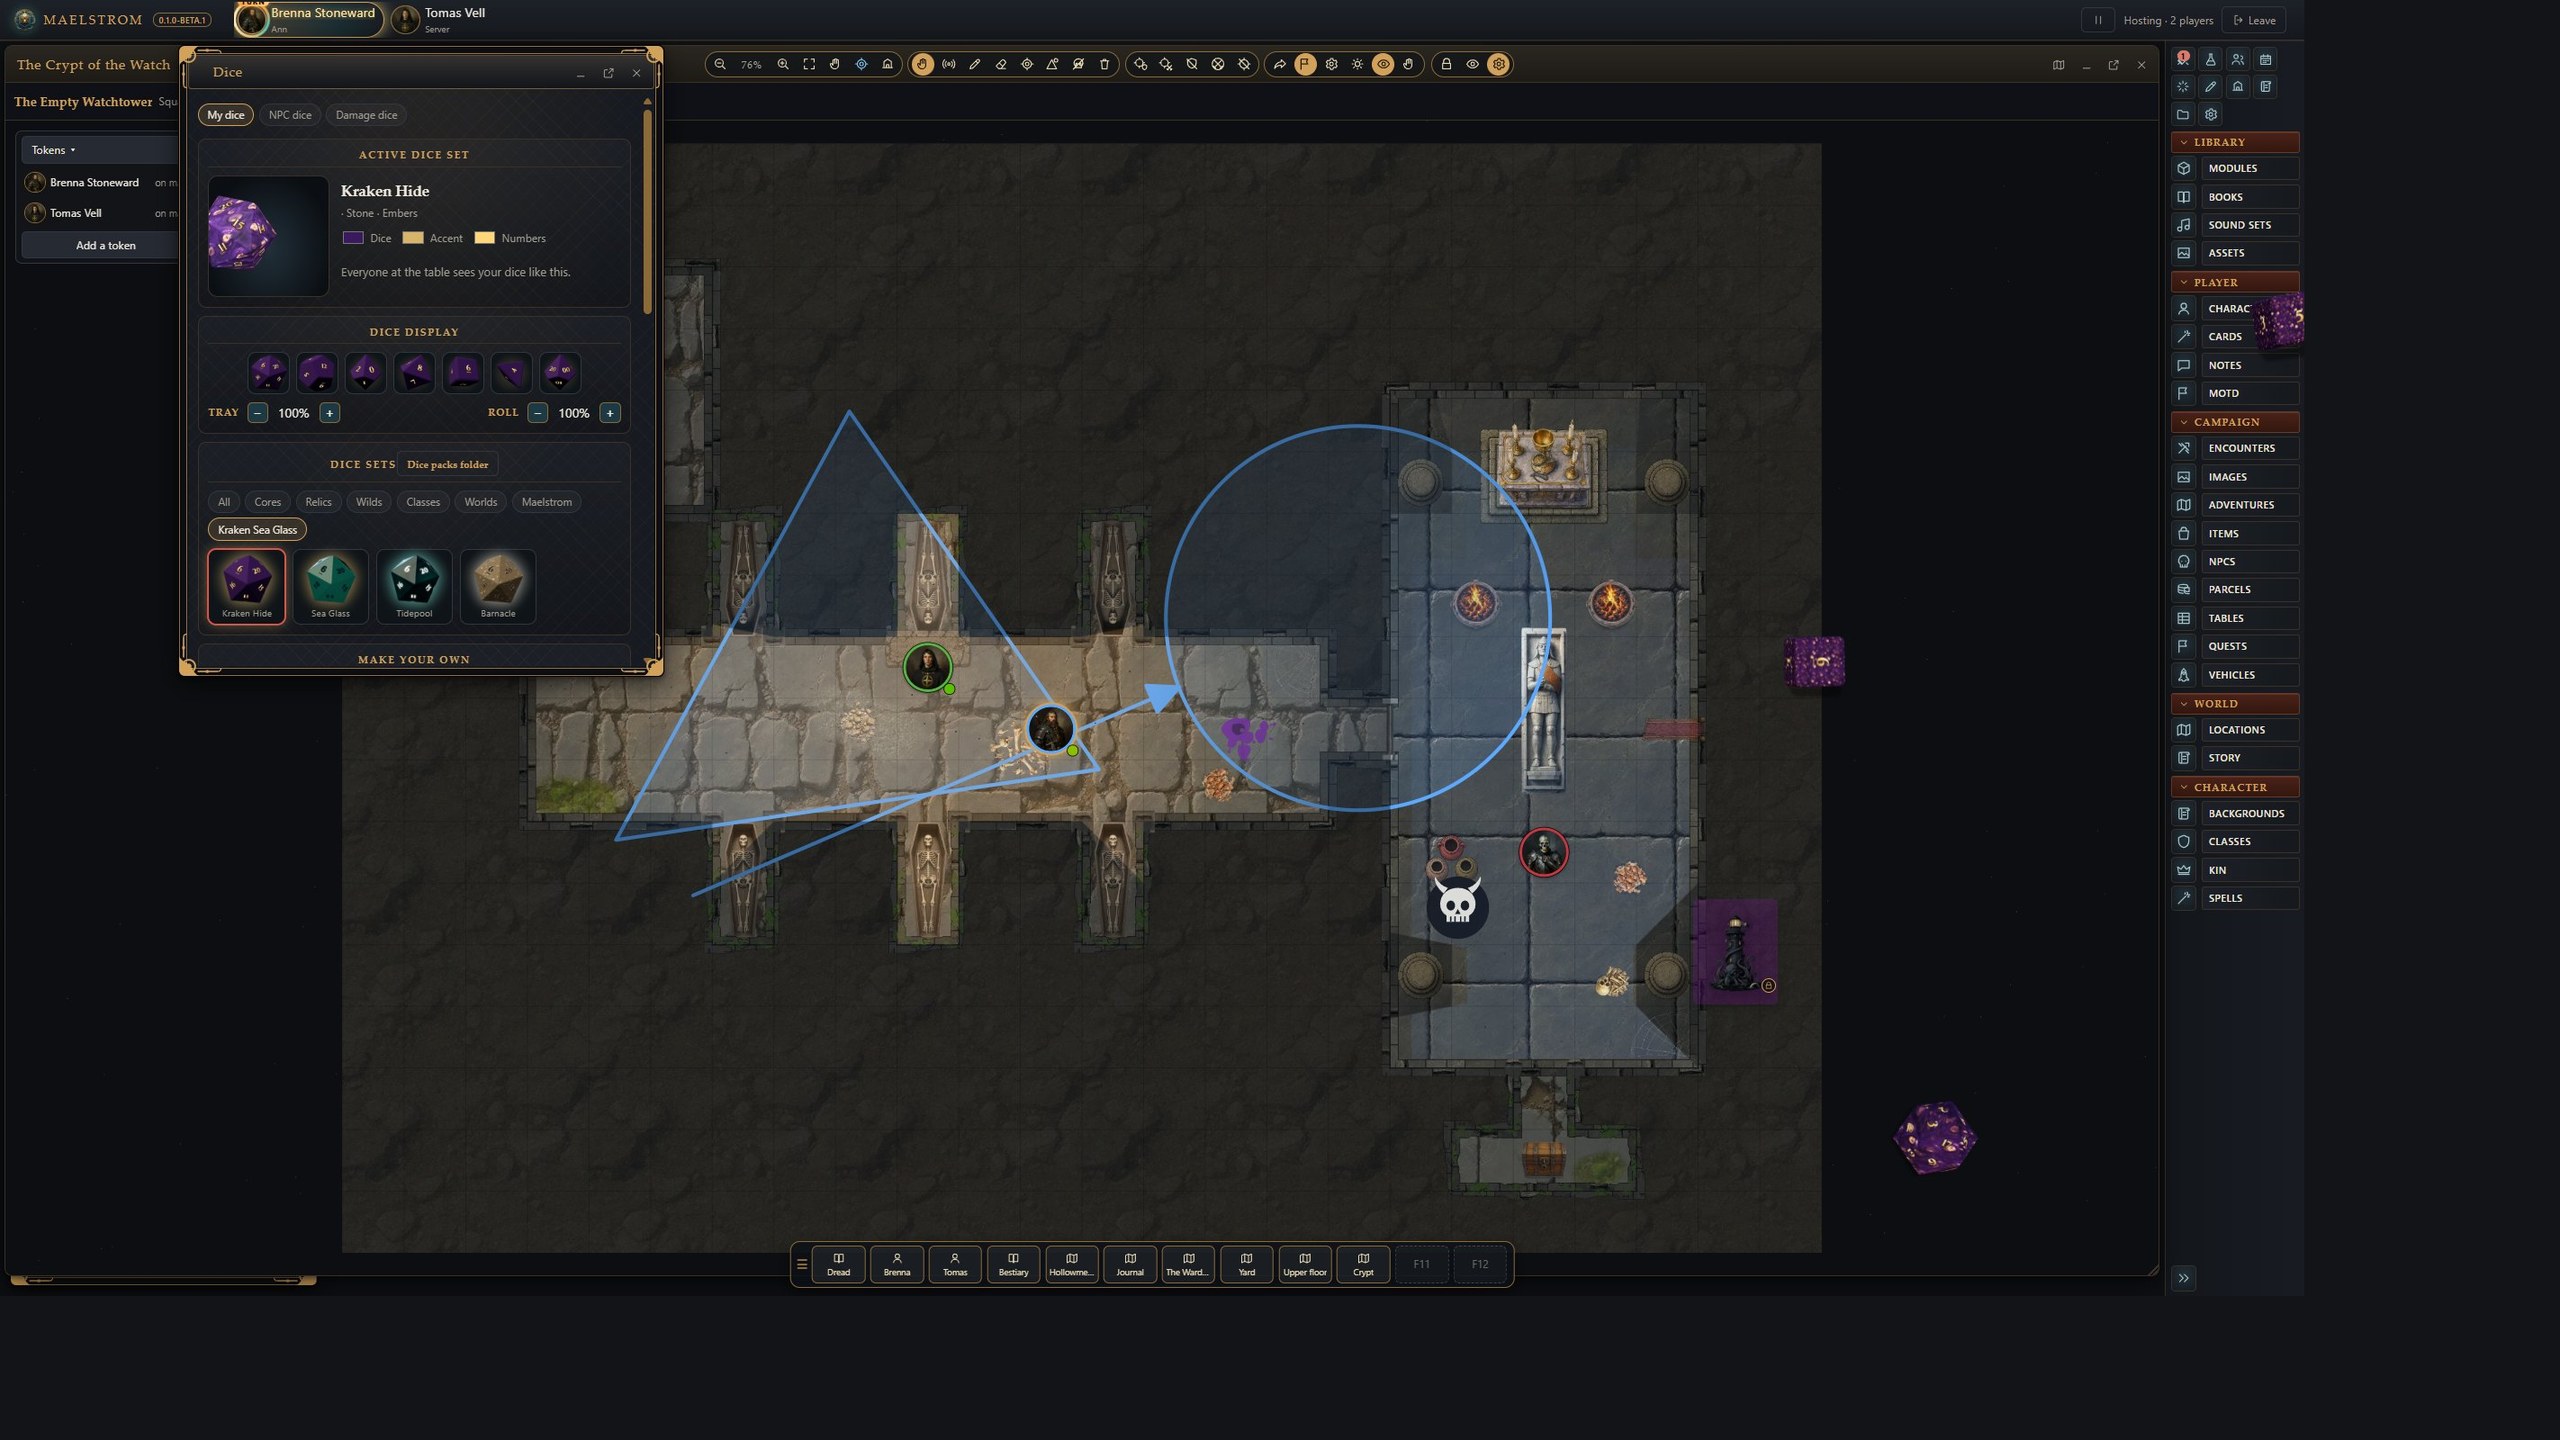 MAELSTROM 0.1.0-BETA.1
Brenna Stoneward
Ann
Tomas Vell
Server
Hosting · 2 players
Leave
The Crypt of the Watch
The Empty Watchtower
Tokens
Brenna Stoneward
Tomas Vell
Add a token
Dice
My dice
NPC dice
Damage dice
ACTIVE DICE SET
Kraken Hide
· Stone · Embers
Dice
Accent
Numbers
Everyone at the table sees your dice like this.
DICE DISPLAY
TRAY − 100% +
ROLL − 100% +
DICE SETS
Dice packs folder
All
Cores
Relics
Wilds
Classes
Worlds
Maelstrom
Kraken Sea Glass
Kraken Hide
Sea Glass
Tidepool
Barnacle
MAKE YOUR OWN
76%
LIBRARY
MODULES
BOOKS
SOUND SETS
ASSETS
PLAYER
CARDS
NOTES
MOTD
CAMPAIGN
ENCOUNTERS
IMAGES
ADVENTURES
ITEMS
NPCS
PARCELS
TABLES
QUESTS
VEHICLES
WORLD
LOCATIONS
STORY
CHARACTER
BACKGROUNDS
CLASSES
KIN
SPELLS
Dread
Brenna
Tomas
Bestiary
Hollowme...
Journal
The Ward...
Yard
Upper floor
Crypt
F11
F12